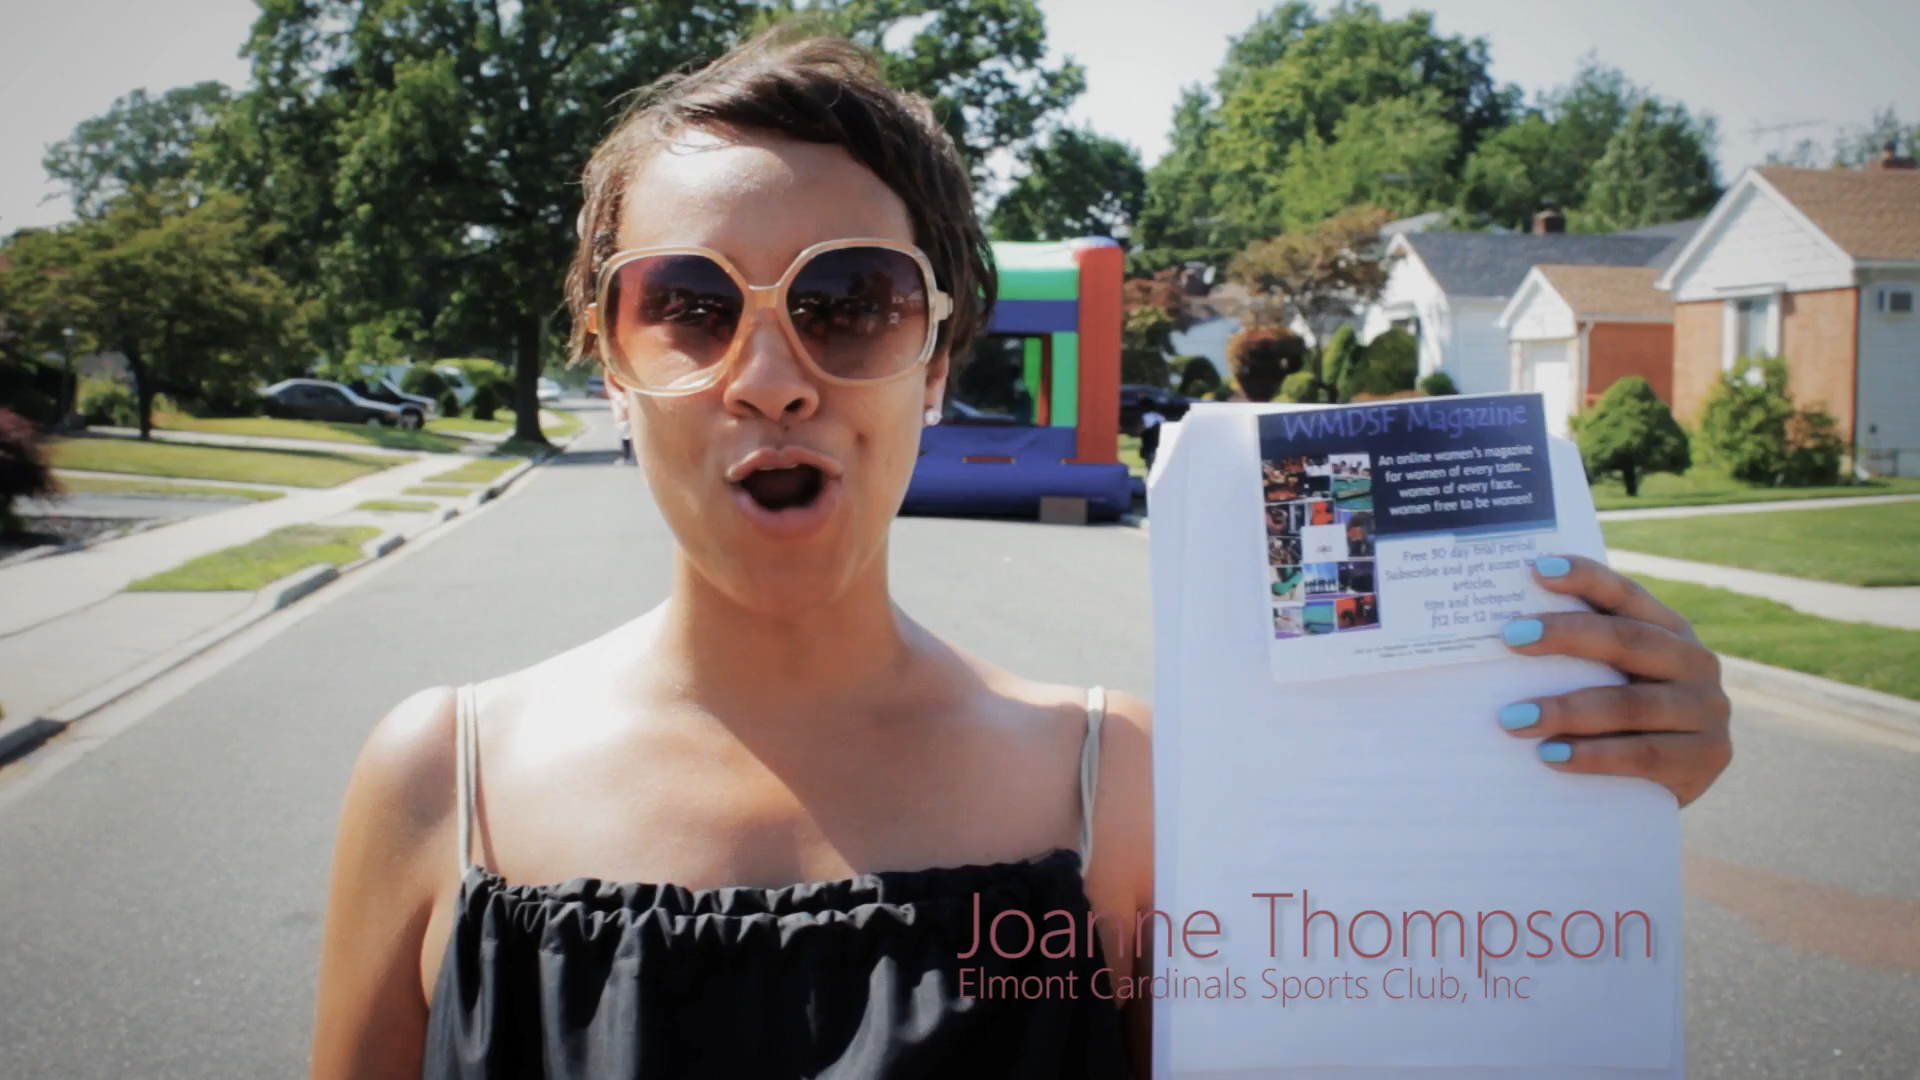 WMDSF Magazine
An online women's magazine
for women of every taste...
women of every face...
women free to be women!
Free 30 day trial period!
Subscribe and get access to
articles,
tips and hotspots!
$12 for 12 issues
Joanne Thompson
Elmont Cardinals Sports Club, Inc